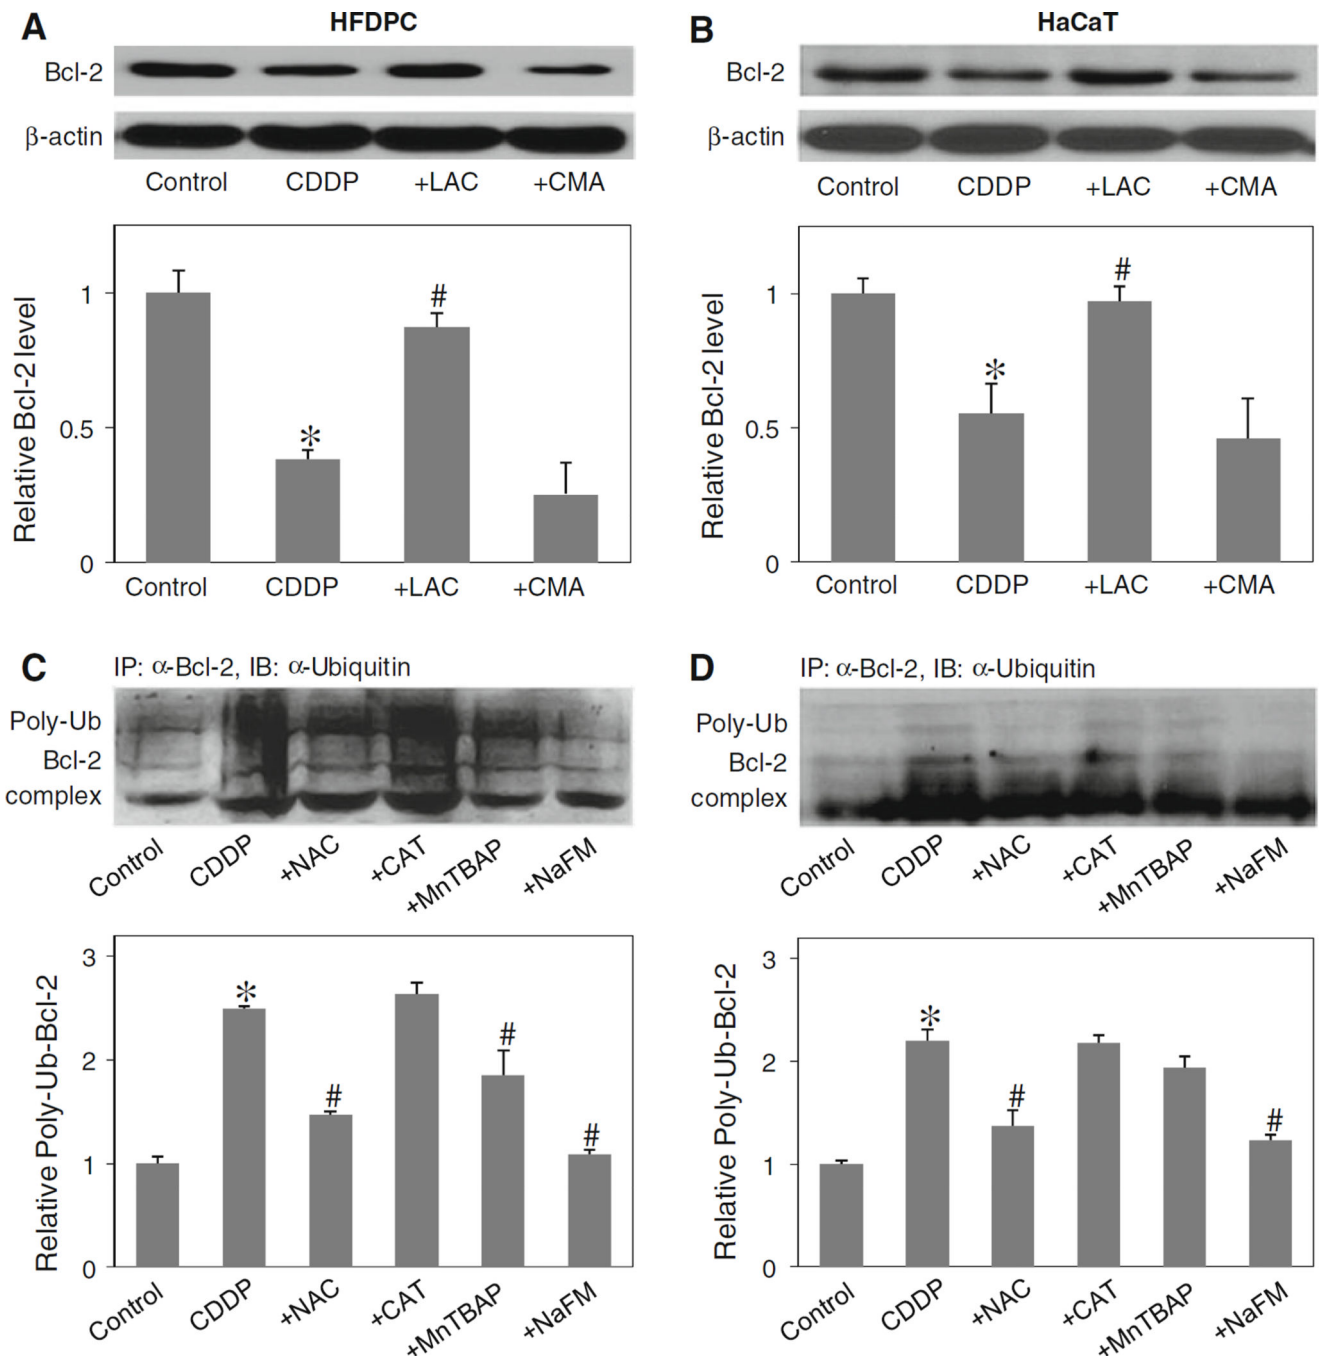 A
HFDPC
Bcl-2
β-actin
Control CDDP +LAC +CMA
Relative Bcl-2 level
1
0.5
0
*
#
Control CDDP +LAC +CMA
B
HaCaT
Bcl-2
β-actin
Control CDDP +LAC +CMA
Relative Bcl-2 level
1
0.5
0
*
#
Control CDDP +LAC +CMA
C
IP: α-Bcl-2, IB: α-Ubiquitin
Poly-Ub
Bcl-2
complex
Control CDDP +NAC +CAT +MnTBAP +NaFM
Relative Poly-Ub-Bcl-2
3
2
1
0
*
#
#
#
Control CDDP +NAC +CAT +MnTBAP +NaFM
D
IP: α-Bcl-2, IB: α-Ubiquitin
Poly-Ub
Bcl-2
complex
Control CDDP +NAC +CAT +MnTBAP +NaFM
Relative Poly-Ub-Bcl-2
3
2
1
0
*
#
#
Control CDDP +NAC +CAT +MnTBAP +NaFM